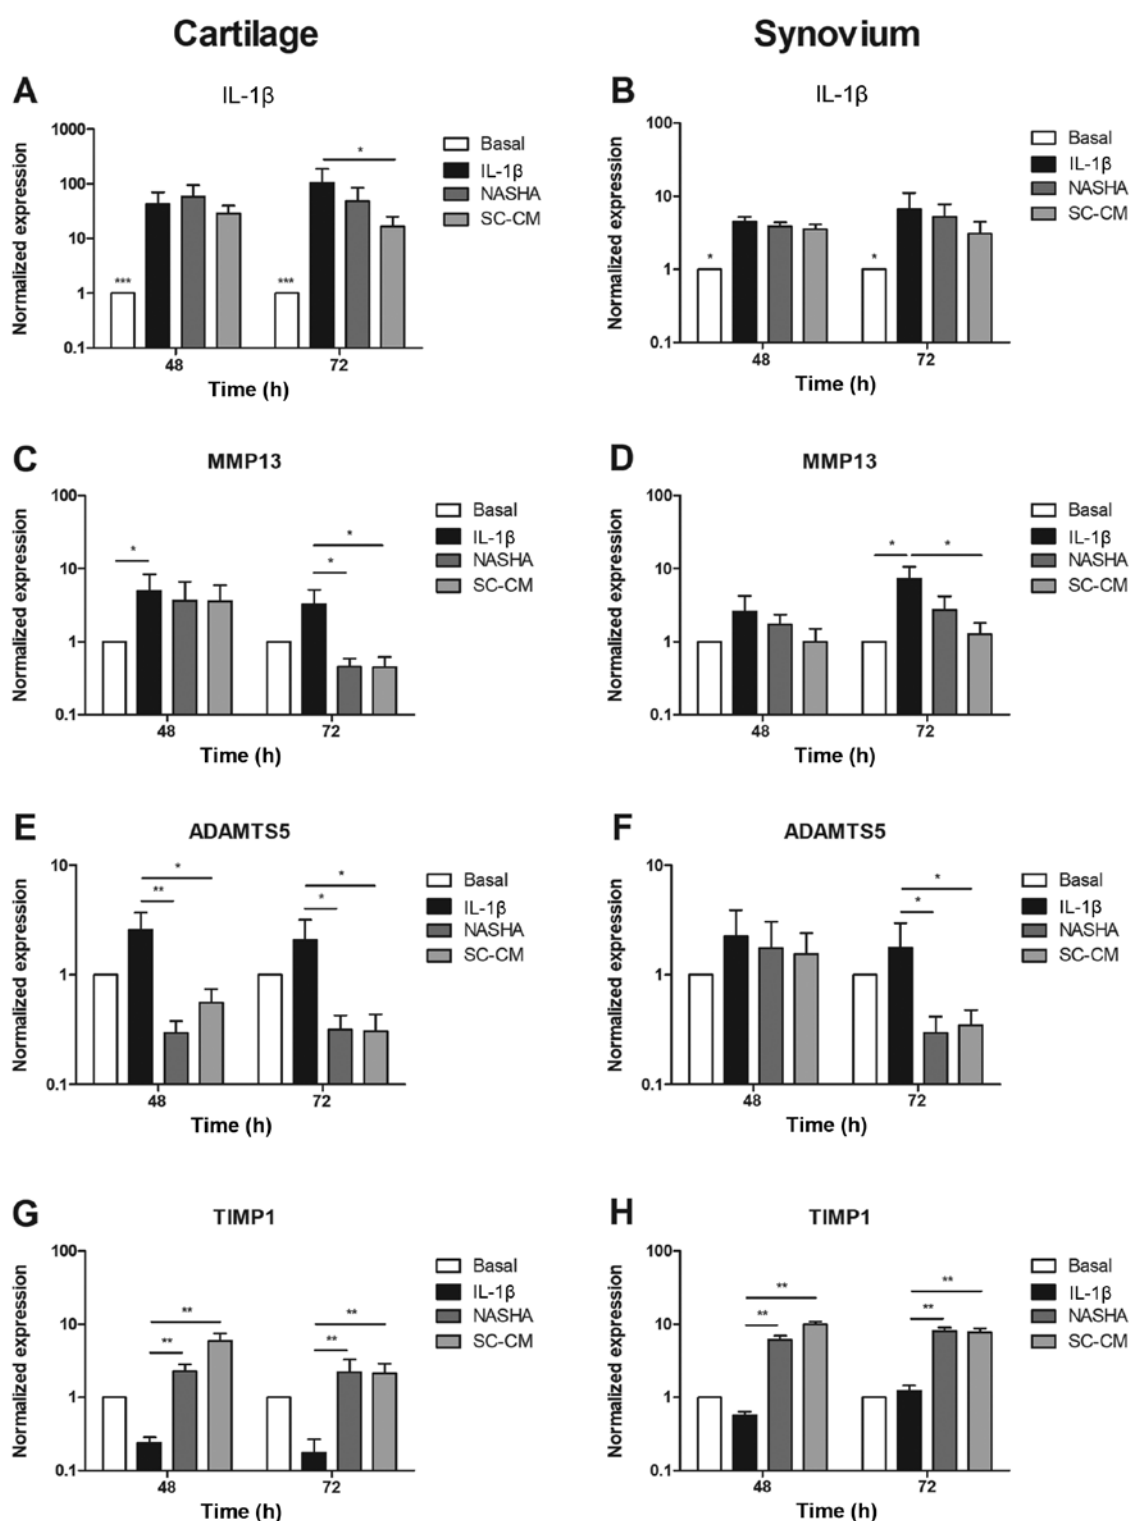 Cartilage
Synovium
A
IL-1β
Normalized expression
1000
100
10
1
0.1
***
***
*
48
72
Time (h)
Basal
IL-1β
NASHA
SC-CM
B
IL-1β
Normalized expression
100
10
1
0.1
*
*
48
72
Time (h)
Basal
IL-1β
NASHA
SC-CM
C
MMP13
Normalized expression
100
10
1
0.1
*
*
*
48
72
Time (h)
Basal
IL-1β
NASHA
SC-CM
D
MMP13
Normalized expression
100
10
1
0.1
*
*
48
72
Time (h)
Basal
IL-1β
NASHA
SC-CM
E
ADAMTS5
Normalized expression
10
1
0.1
*
**
*
*
48
72
Time (h)
Basal
IL-1β
NASHA
SC-CM
F
ADAMTS5
Normalized expression
10
1
0.1
*
*
48
72
Time (h)
Basal
IL-1β
NASHA
SC-CM
G
TIMP1
Normalized expression
100
10
1
0.1
**
**
**
**
48
72
Time (h)
Basal
IL-1β
NASHA
SC-CM
H
TIMP1
Normalized expression
100
10
1
0.1
**
**
**
**
48
72
Time (h)
Basal
IL-1β
NASHA
SC-CM